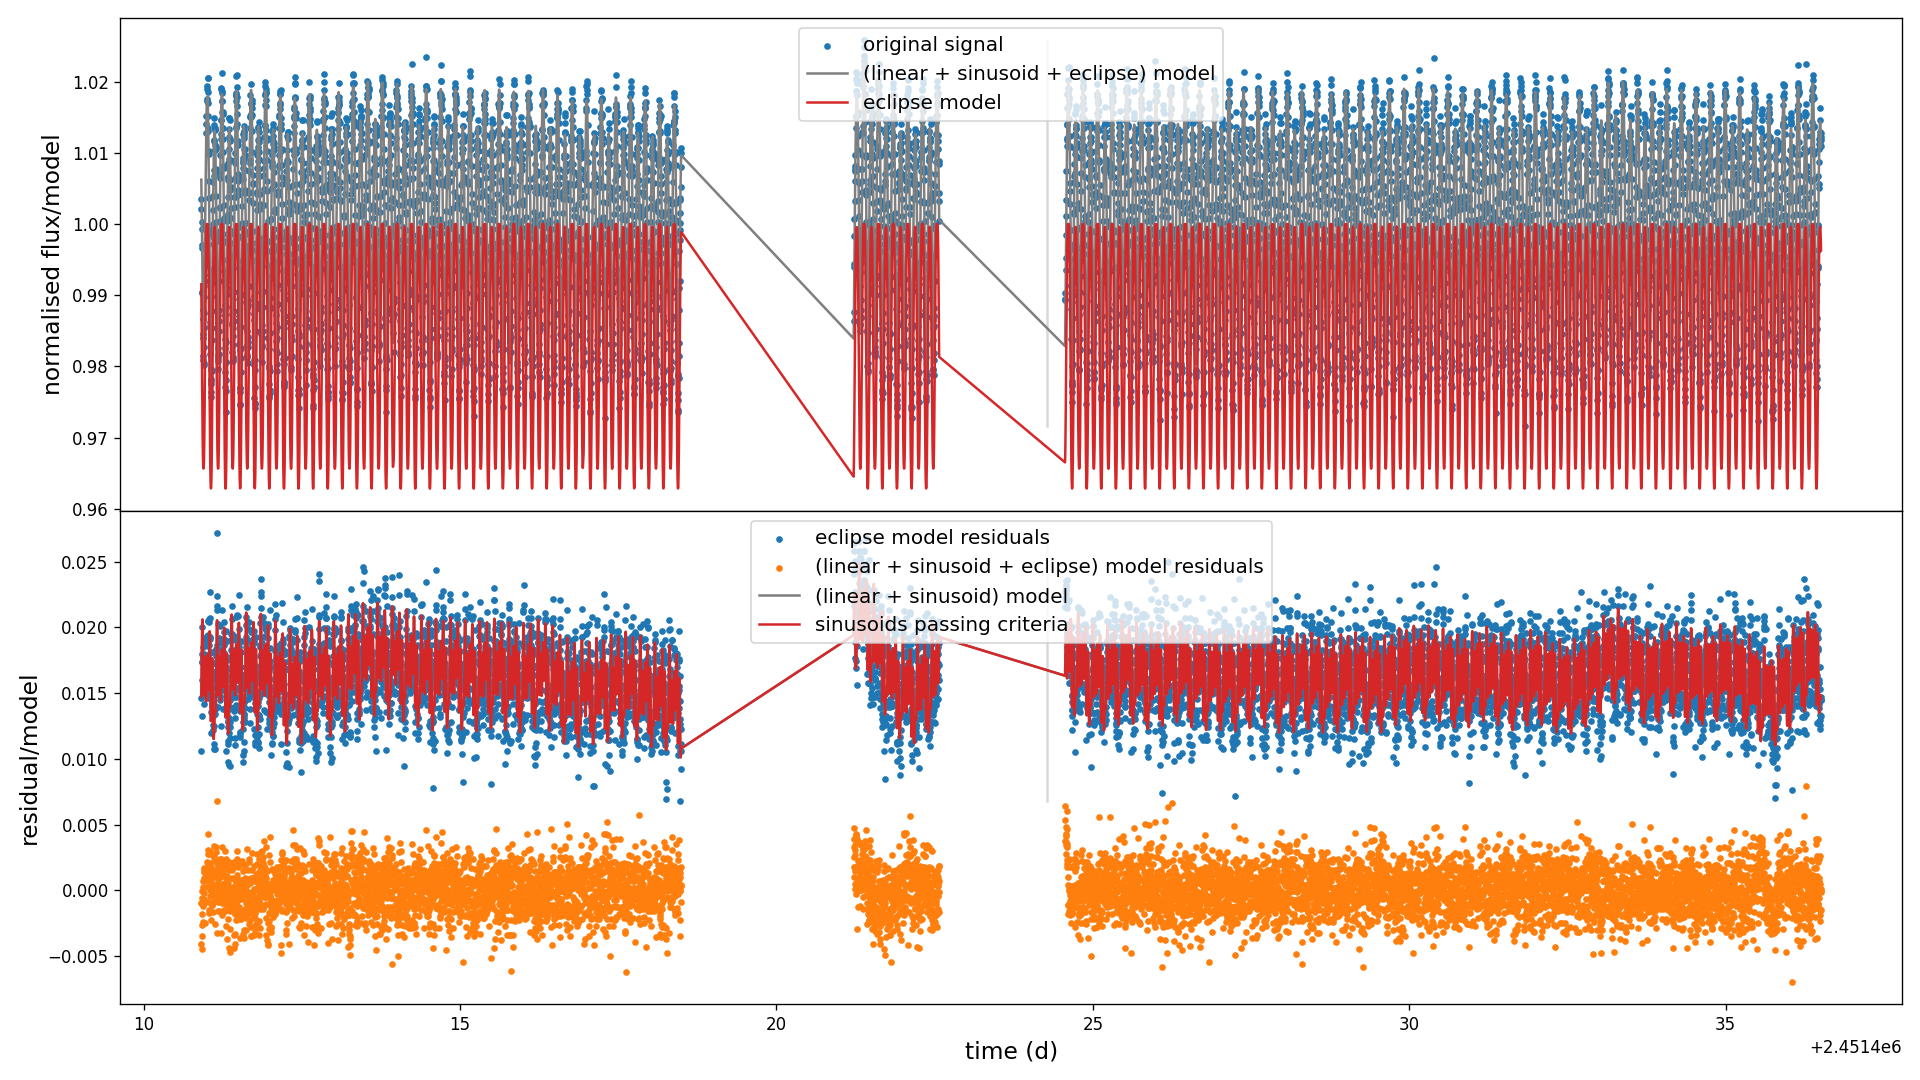 normalised flux/model
1.02
1.01
1.00
0.99
0.98
0.97
0.96
original signal
(linear + sinusoid + eclipse) model
eclipse model
residual/model
0.025
0.020
0.015
0.010
0.005
0.000
−0.005
eclipse model residuals
(linear + sinusoid + eclipse) model residuals
(linear + sinusoid) model
sinusoids passing criteria
10
15
20
25
30
35
time (d)
+2.4514e6